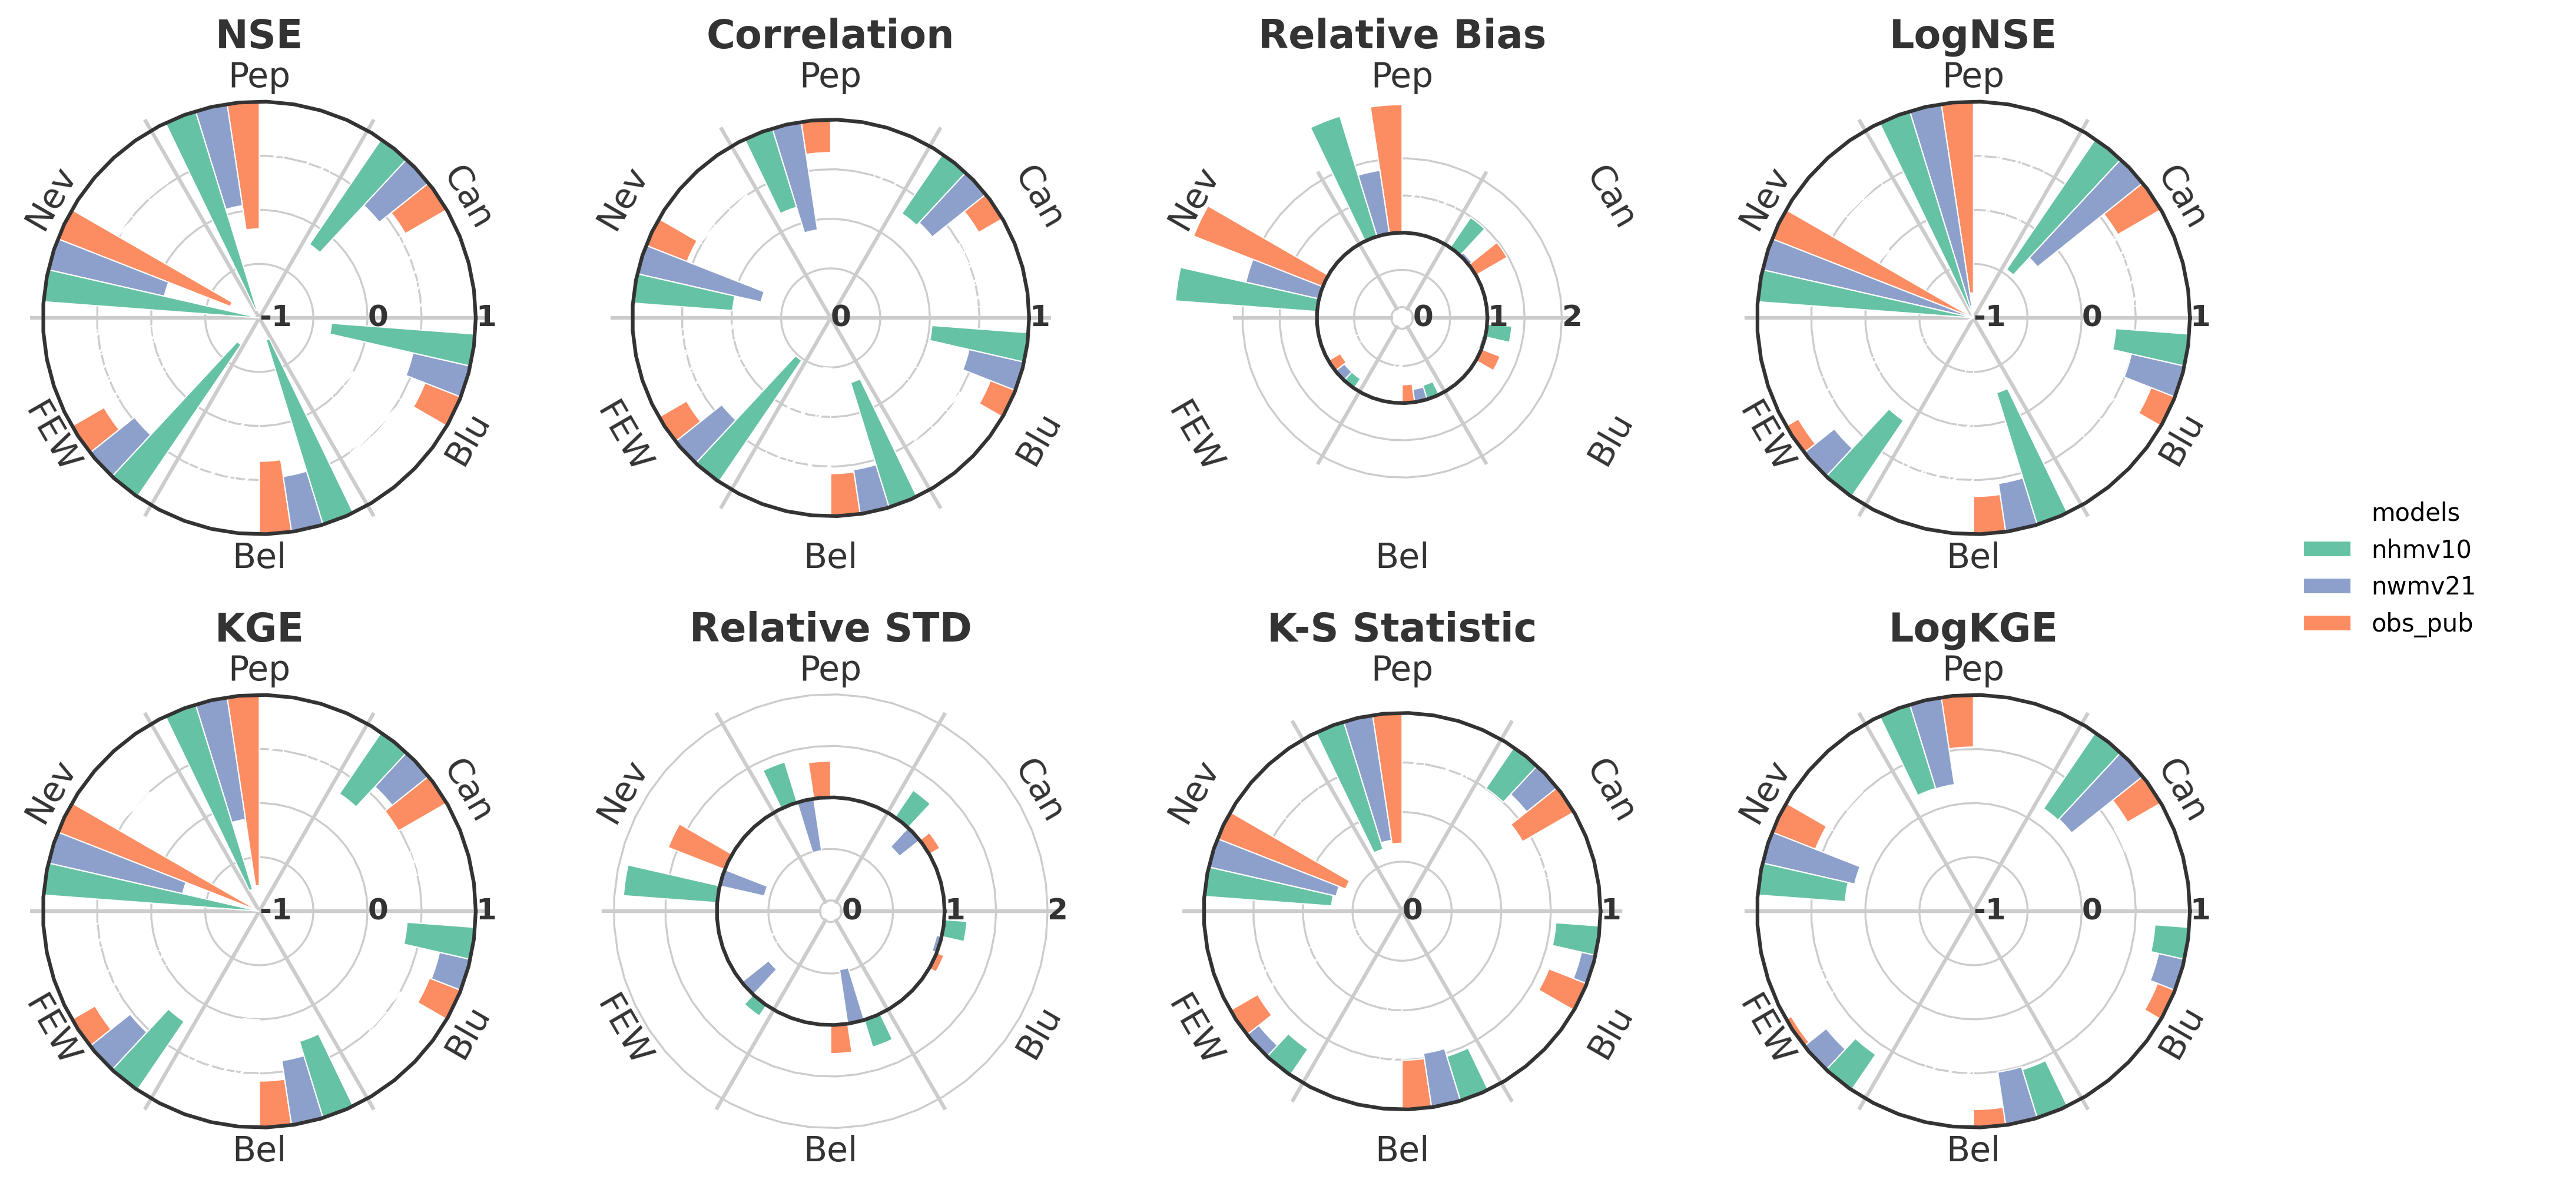 NSE
Pep
Can
Nev
-1 0 1
FEW
Blu
Bel
Correlation
Pep
Can
Nev
0 1
FEW
Blu
Bel
Relative Bias
Pep
Can
Nev
0 1 2
FEW
Blu
Bel
LogNSE
Pep
Can
Nev
-1 0 1
FEW
Blu
Bel
KGE
Pep
Can
Nev
-1 0 1
FEW
Blu
Bel
Relative STD
Pep
Can
Nev
0 1 2
FEW
Blu
Bel
K-S Statistic
Pep
Can
Nev
0 1
FEW
Blu
Bel
LogKGE
Pep
Can
Nev
-1 0 1
FEW
Blu
Bel
models
nhmv10
nwmv21
obs_pub